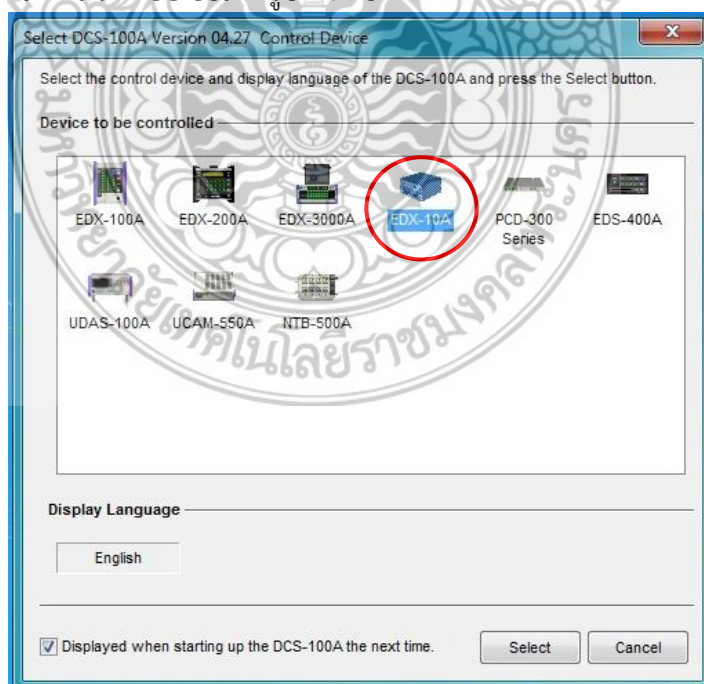 Select DCS-100A Version 04.27 Control Device
Select the control device and display language of the DCS-100A and press the Select button.
Device to be controlled
EDX-100A EDX-200A EDX-3000A EDX-10A PCD-300 Series EDS-400A
UDAS-100A UCAM-550A NTB-500A
Display Language
English
Displayed when starting up the DCS-100A the next time. Select Cancel